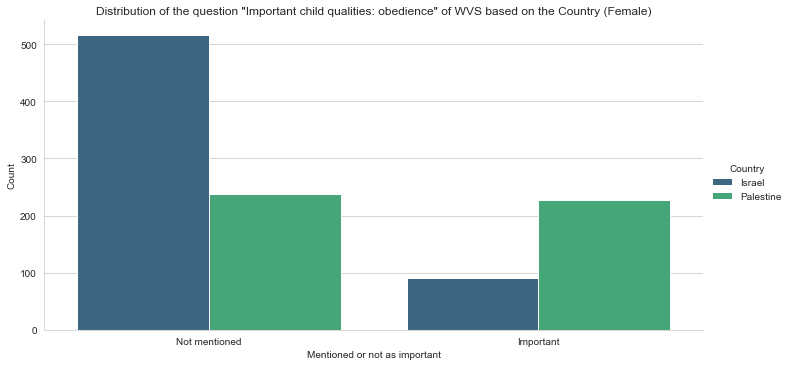 Distribution of the question "Important child qualities: obedience" of WVS based on the Country (Female)
500
400
300
200
100
0
Count
Not mentioned
Important
Mentioned or not as important
Country
Israel
Palestine